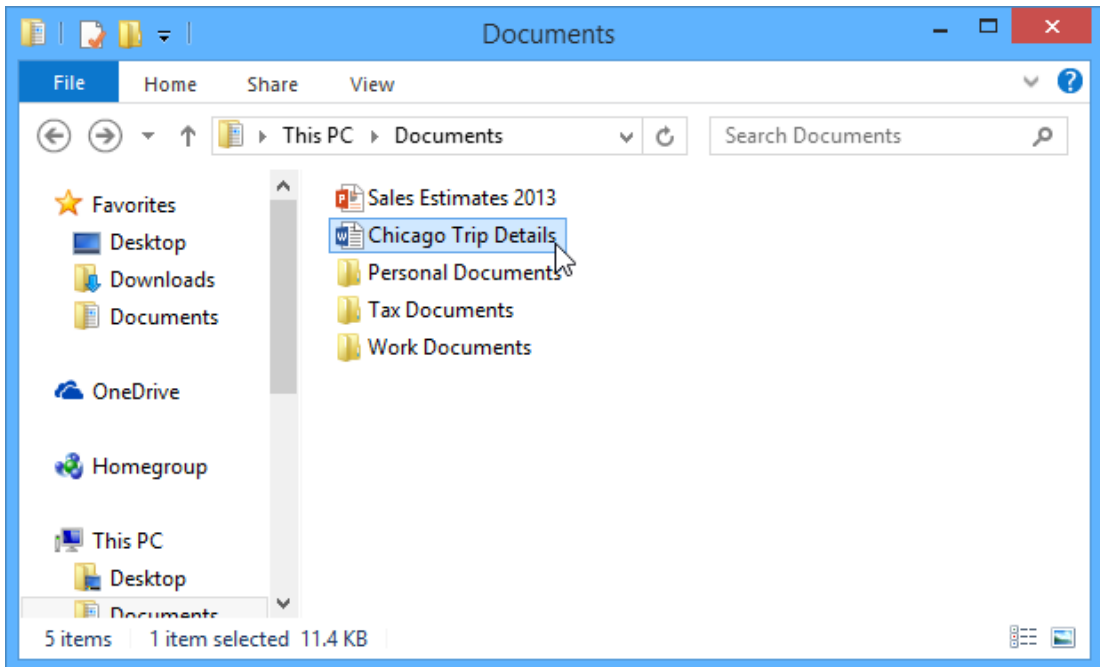 Documents
File Home Share View
This PC Documents Search Documents
Favorites
Desktop
Downloads
Documents
OneDrive
Homegroup
This PC
Desktop
Documents
Sales Estimates 2013
Chicago Trip Details
Personal Documents
Tax Documents
Work Documents
5 items 1 item selected 11.4 KB